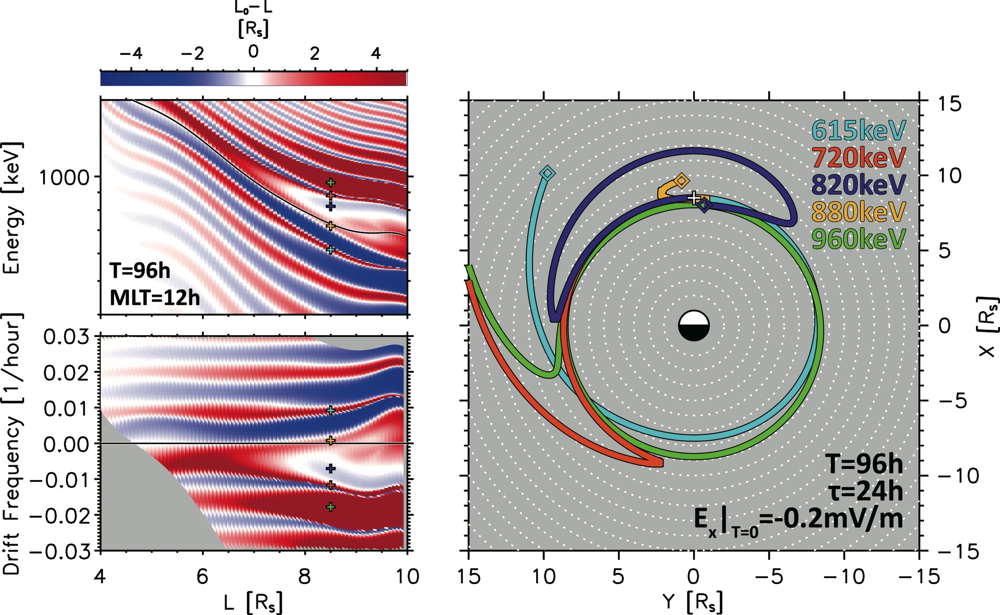 L₀−L
[Rₛ]
−4 −2 0 2 4
Energy [keV]
1000
T=96h
MLT=12h
Drift Frequency [1/hour]
0.03
0.02
0.01
0.00
−0.01
−0.02
−0.03
4 6 8 10
L [Rₛ]
615keV
720keV
820keV
880keV
960keV
T=96h
τ=24h
Eₓ|T=0=-0.2mV/m
15
10
5
0
−5
−10
−15
X [Rₛ]
15 10 5 0 −5 −10 −15
Y [Rₛ]